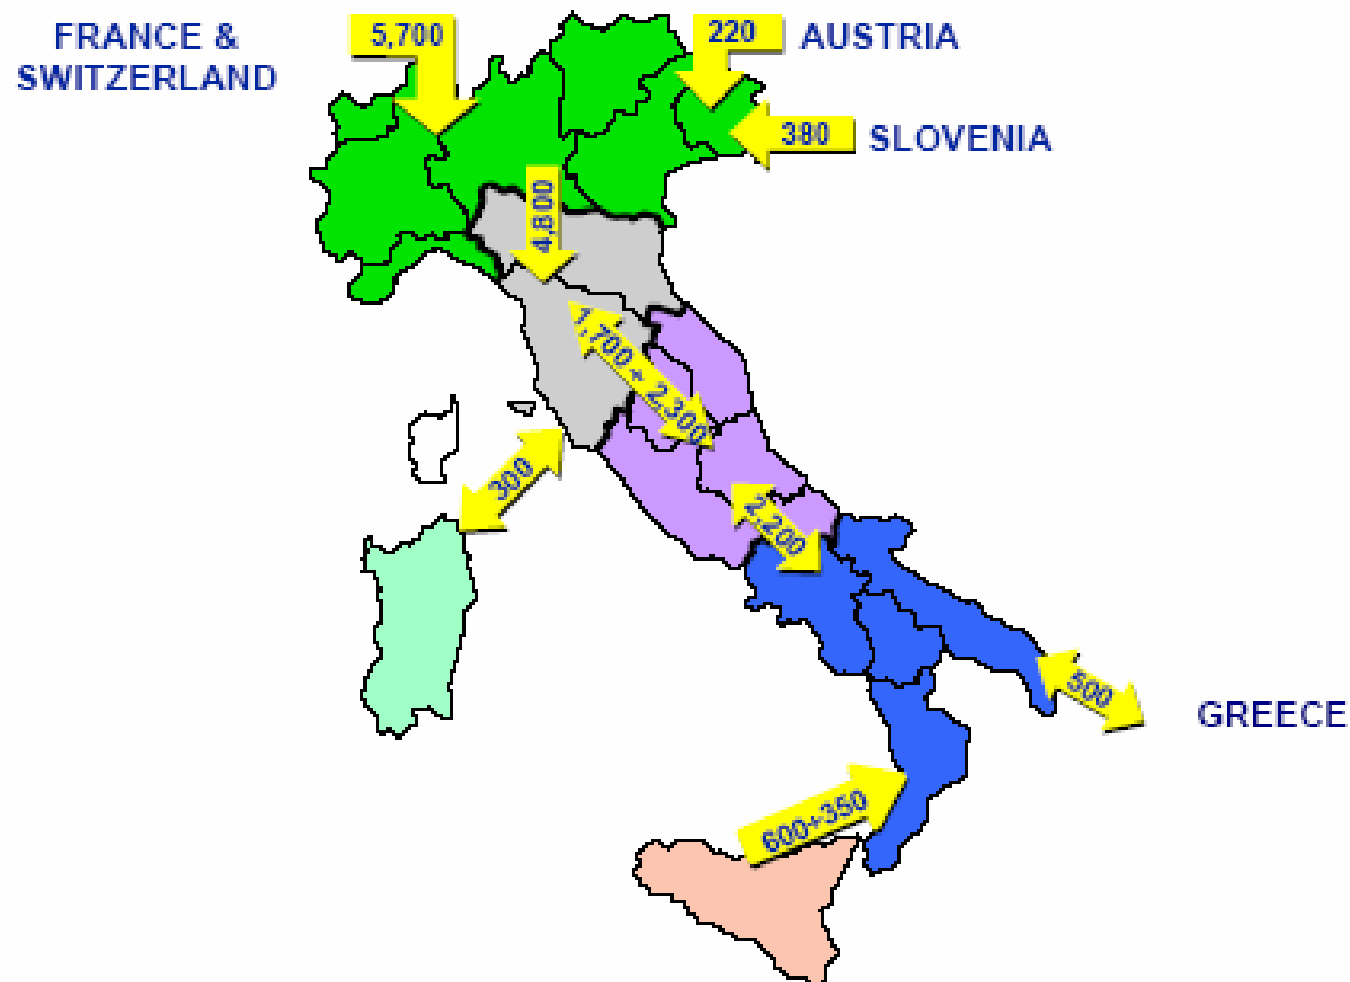 FRANCE &
SWITZERLAND
5,700
220
AUSTRIA
380
SLOVENIA
4,800
1,700 ÷ 2,300
300
2,200
500
GREECE
600÷350